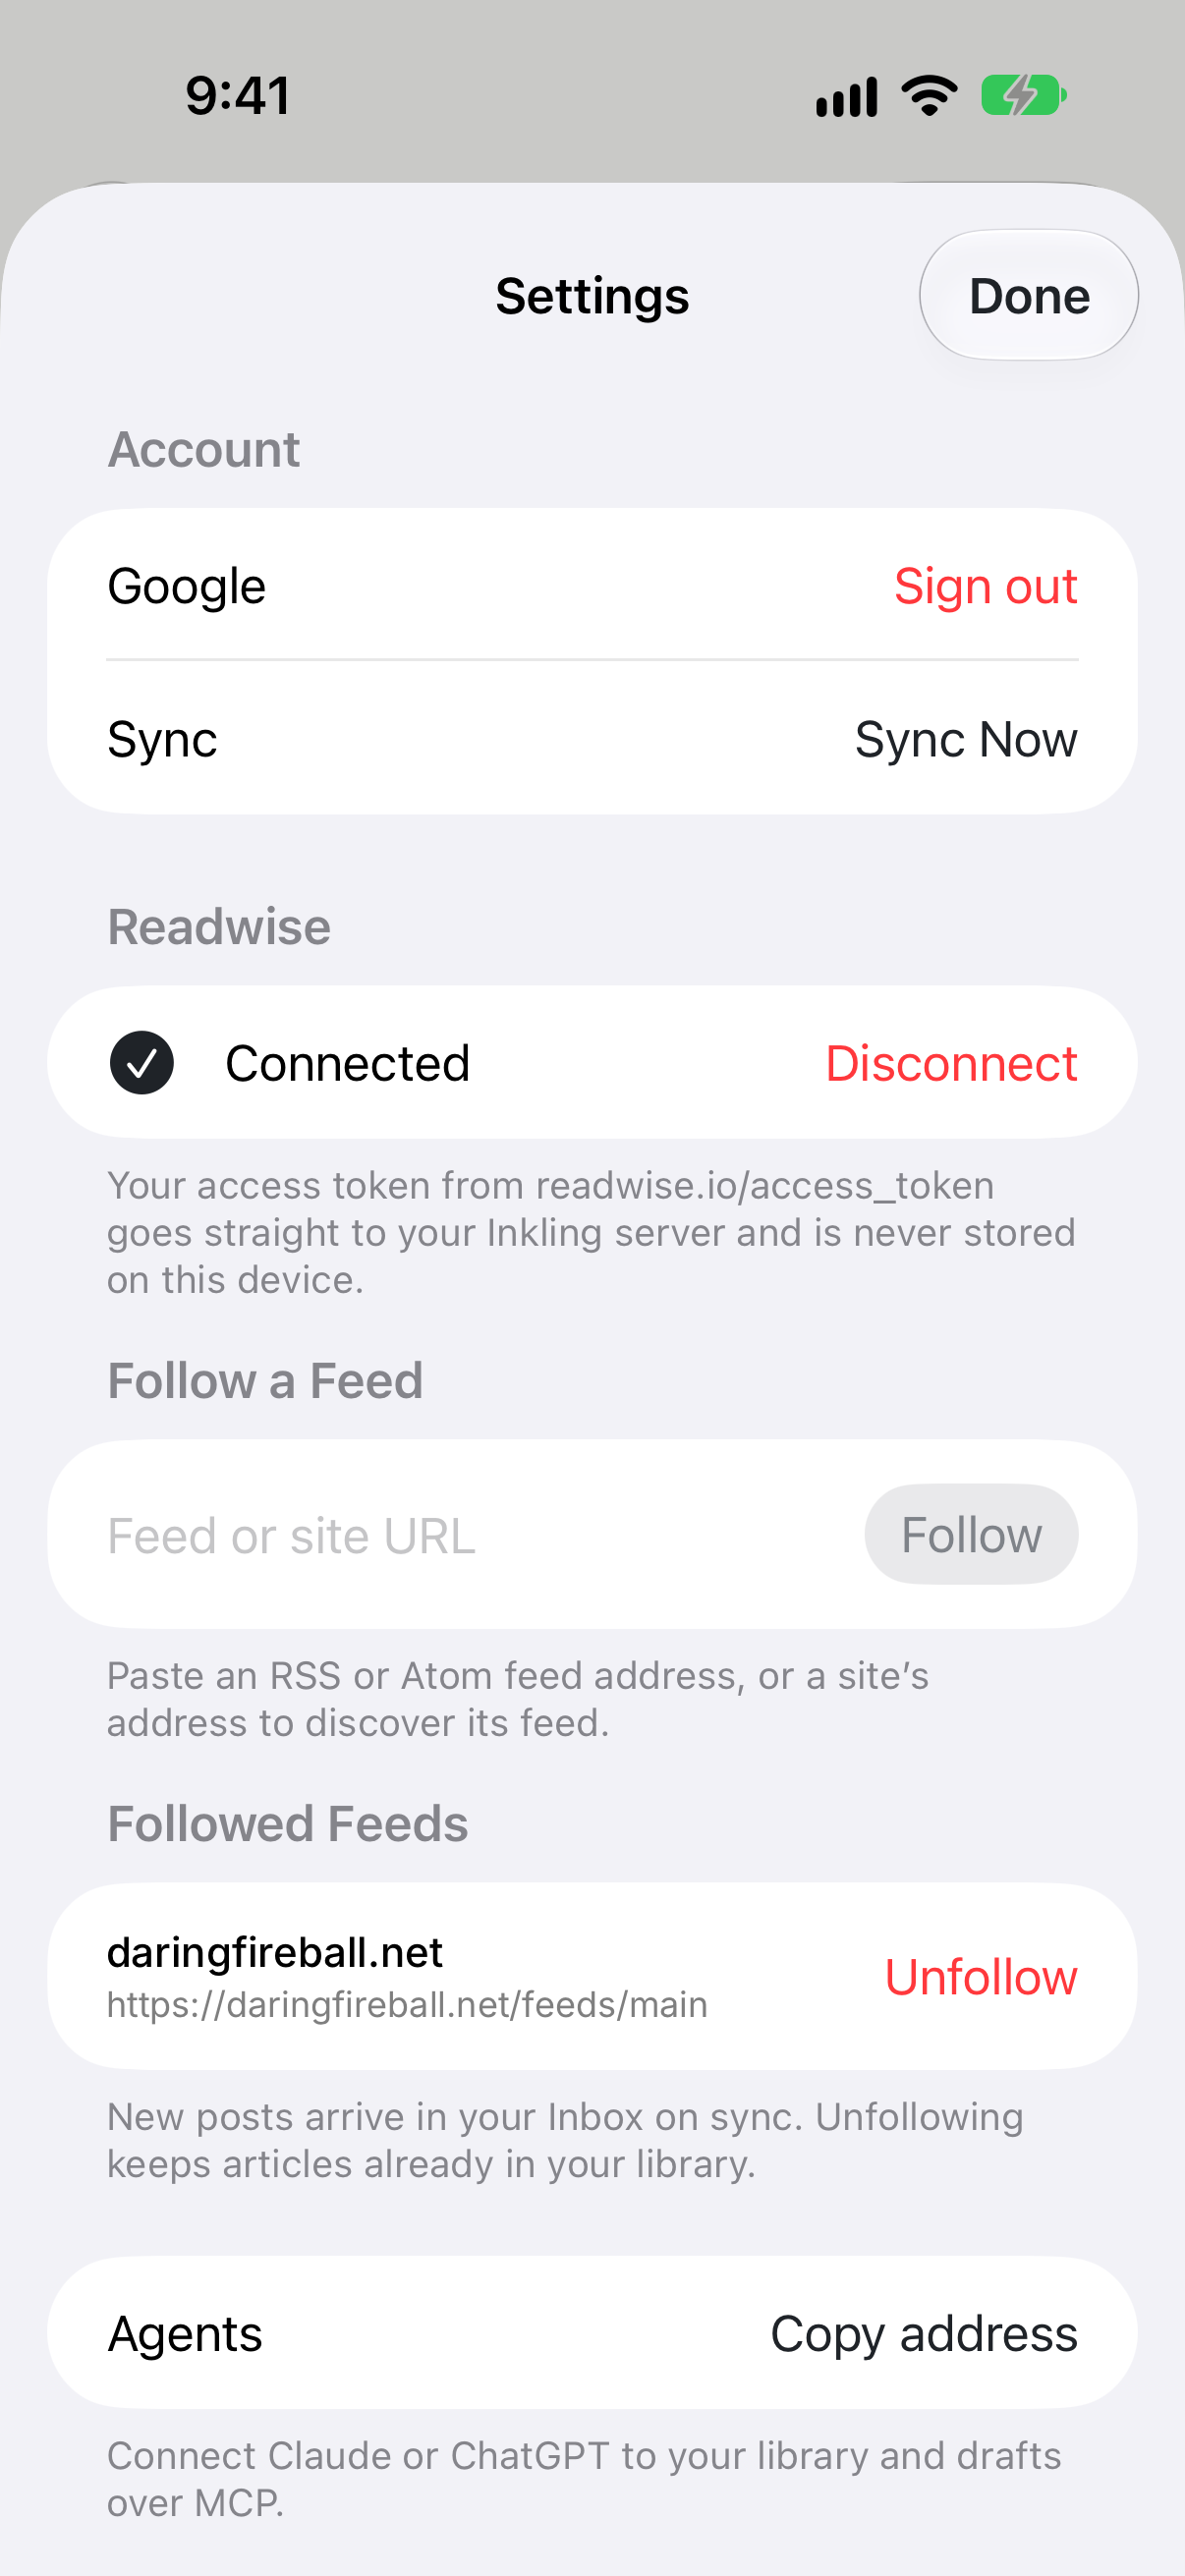 9:41
Settings
Done
Account
Google
Sign out
Sync
Sync Now
Readwise
Connected
Disconnect
Your access token from readwise.io/access_token
goes straight to your Inkling server and is never stored
on this device.
Follow a Feed
Feed or site URL
Follow
Paste an RSS or Atom feed address, or a site’s
address to discover its feed.
Followed Feeds
daringfireball.net
https://daringfireball.net/feeds/main
Unfollow
New posts arrive in your Inbox on sync. Unfollowing
keeps articles already in your library.
Agents
Copy address
Connect Claude or ChatGPT to your library and drafts
over MCP.